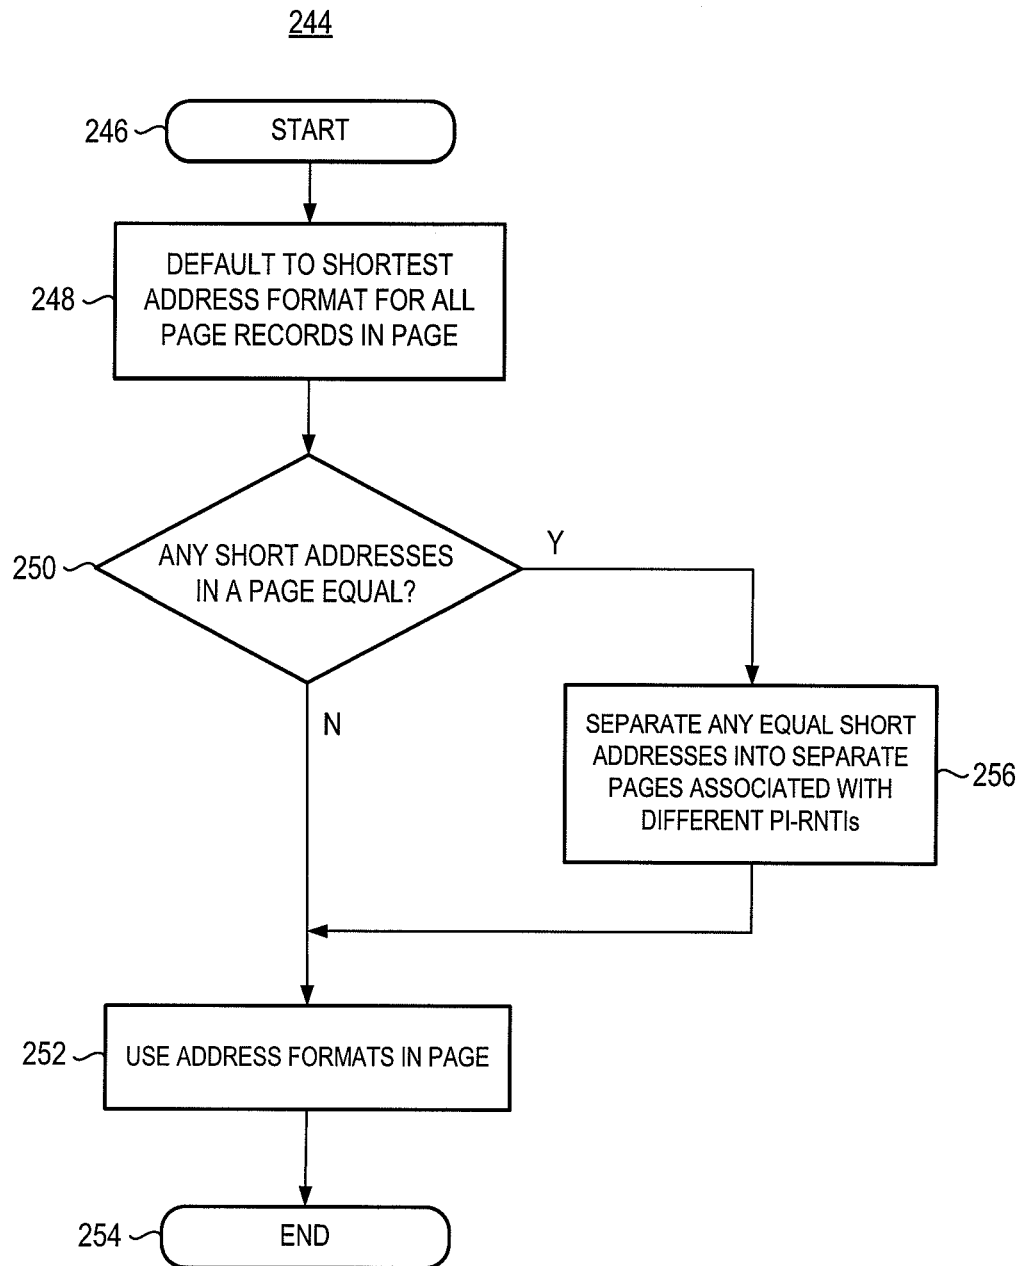 244
246
START
248
DEFAULT TO SHORTEST
ADDRESS FORMAT FOR ALL
PAGE RECORDS IN PAGE
250
ANY SHORT ADDRESSES
IN A PAGE EQUAL?
Y
N
SEPARATE ANY EQUAL SHORT
ADDRESSES INTO SEPARATE
PAGES ASSOCIATED WITH
DIFFERENT PI-RNTIs
256
252
USE ADDRESS FORMATS IN PAGE
254
END